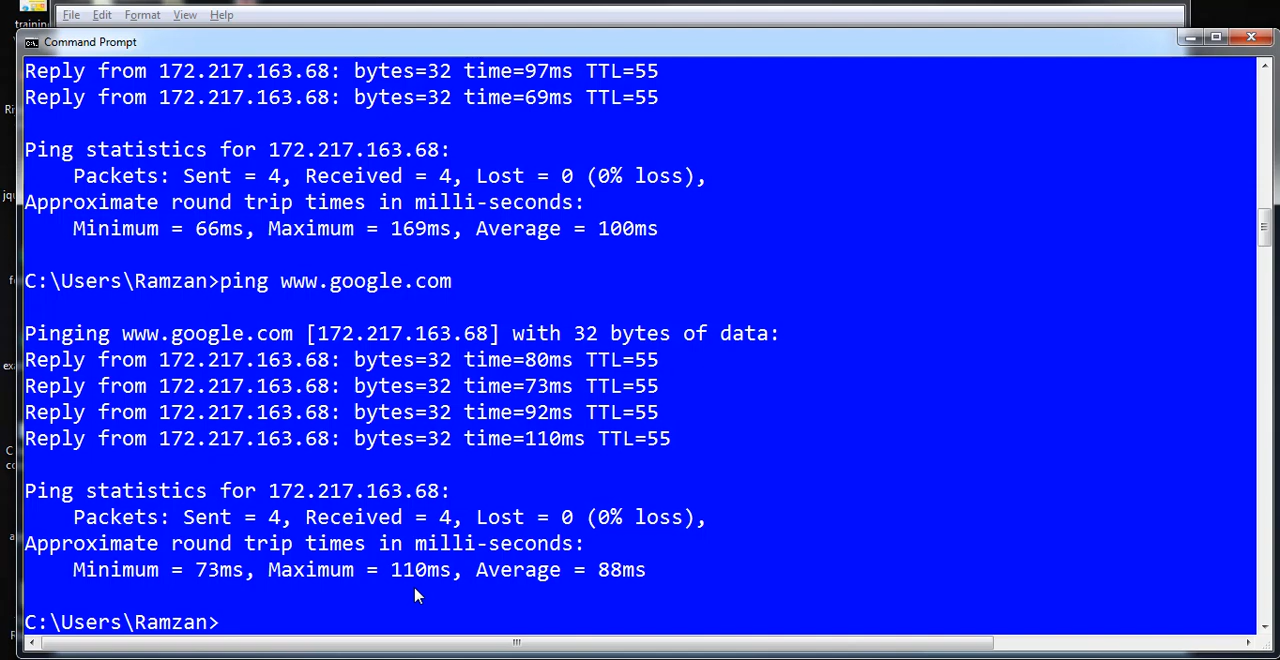 training
File Edit Format View Help
Command Prompt
Reply from 172.217.163.68: bytes=32 time=97ms TTL=55
Reply from 172.217.163.68: bytes=32 time=69ms TTL=55
Ping statistics for 172.217.163.68:
Packets: Sent = 4, Received = 4, Lost = 0 (0% loss),
Approximate round trip times in milli-seconds:
Minimum = 66ms, Maximum = 169ms, Average = 100ms
C:\Users\Ramzan>ping www.google.com
Pinging www.google.com [172.217.163.68] with 32 bytes of data:
Reply from 172.217.163.68: bytes=32 time=80ms TTL=55
Reply from 172.217.163.68: bytes=32 time=73ms TTL=55
Reply from 172.217.163.68: bytes=32 time=92ms TTL=55
Reply from 172.217.163.68: bytes=32 time=110ms TTL=55
Ping statistics for 172.217.163.68:
Packets: Sent = 4, Received = 4, Lost = 0 (0% loss),
Approximate round trip times in milli-seconds:
Minimum = 73ms, Maximum = 110ms, Average = 88ms
C:\Users\Ramzan>